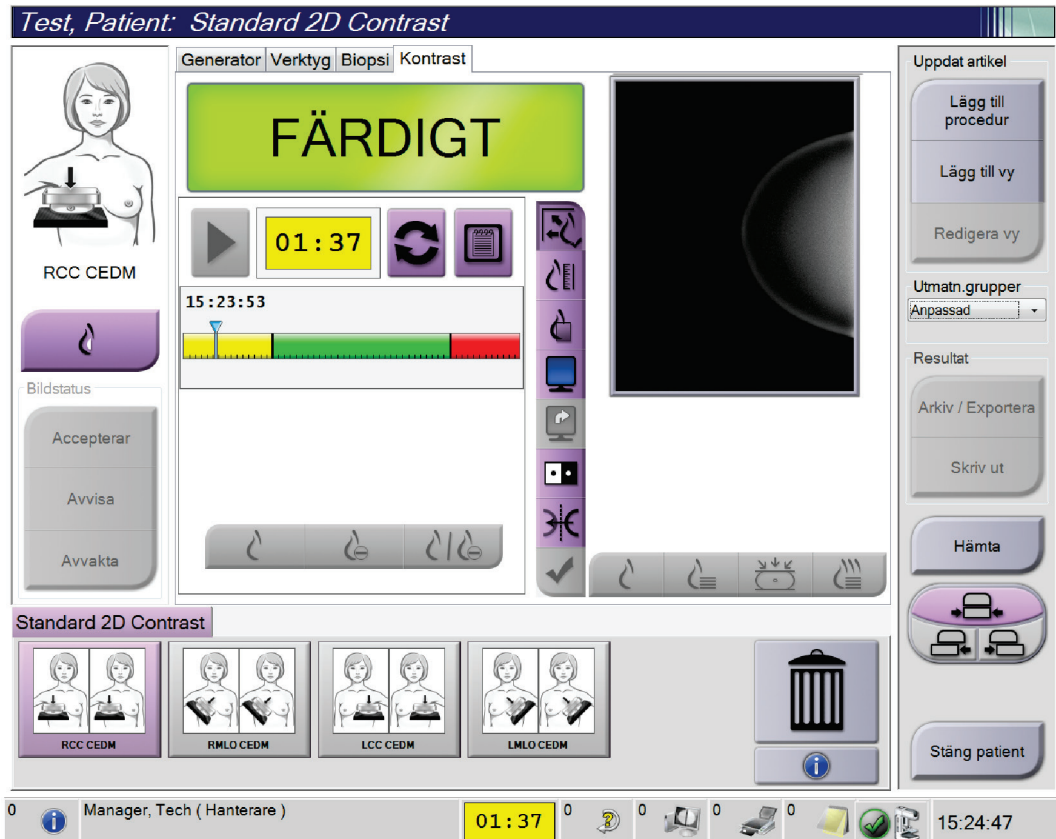 Test, Patient:  Standard 2D Contrast
Generator Verktyg Biopsi Kontrast
FÄRDIGT
01:37
15:23:53
RCC CEDM
Bildstatus
Accepterar
Avvisa
Avvakta
Uppdat artikel
Lägg till
procedur
Lägg till vy
Redigera vy
Utmatn.grupper
Anpassad
Resultat
Arkiv / Exportera
Skriv ut
Hämta
Stäng patient
Standard 2D Contrast
RCC CEDM
RMLO CEDM
LCC CEDM
LMLO CEDM
0 Manager, Tech ( Hanterare ) 01:37 0 0 0 0 15:24:47